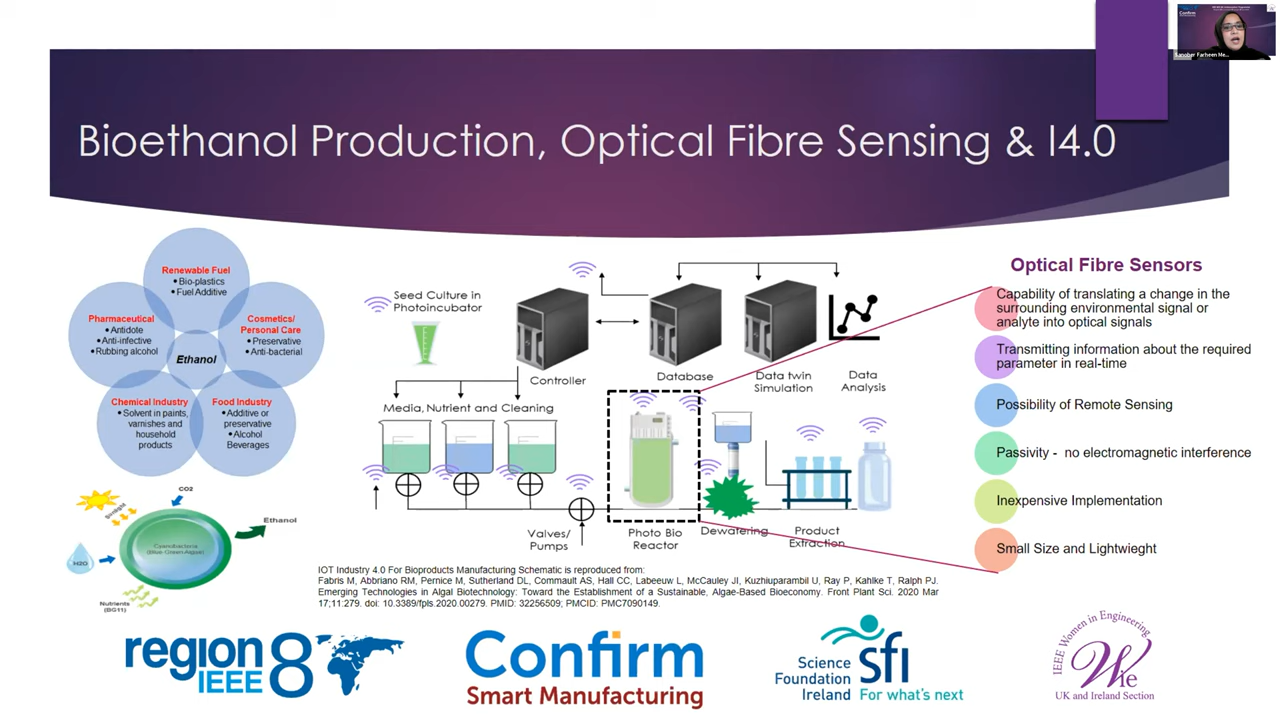 Confirm
Sanober Farheen Me...
Bioethanol Production, Optical Fibre Sensing & I4.0
Renewable Fuel
• Bio-plastics
• Fuel Additive
Pharmaceutical
• Antidote
• Anti-infective
• Rubbing alcohol
Cosmetics/
Personal Care
• Preservative
• Anti-bacterial
Ethanol
Chemical Industry
• Solvent in paints,
varnishes and
household
products
Food Industry
• Additive or
preservative
• Alcohol
Beverages
CO2
Sunlight
Ethanol
Cyanobacteria
(Blue-Green-Algae)
H2O
Nutrients (BG11)
Seed Culture in
Photoincubator
Controller
Database
Data twin
Simulation
Data
Analysis
Media, Nutrient and Cleaning
Valves/
Pumps
Photo Bio
Reactor
Dewatering
Product
Extraction
IOT Industry 4.0 For Bioproducts Manufacturing Schematic is reproduced from:
Fabris M, Abbriano RM, Pernice M, Sutherland DL, Commault AS, Hall CC, Labeeuw L, McCauley JI, Kuzhiuparambil U, Ray P, Kahlke T, Ralph PJ.
Emerging Technologies in Algal Biotechnology: Toward the Establishment of a Sustainable, Algae-Based Bioeconomy. Front Plant Sci. 2020 Mar
17;11:279. doi: 10.3389/fpls.2020.00279. PMID: 32256509; PMCID: PMC7090149.
Optical Fibre Sensors
Capability of translating a change in the
surrounding environmental signal or
analyte into optical signals
Transmitting information about the required
parameter in real-time
Possibility of Remote Sensing
Passivity - no electromagnetic interference
Inexpensive Implementation
Small Size and Lightwieght
region 8
IEEE
Confirm
Smart Manufacturing
Science
Foundation
Ireland
sfi
For what's next
IEEE Women in Engineering
Wie
UK and Ireland Section